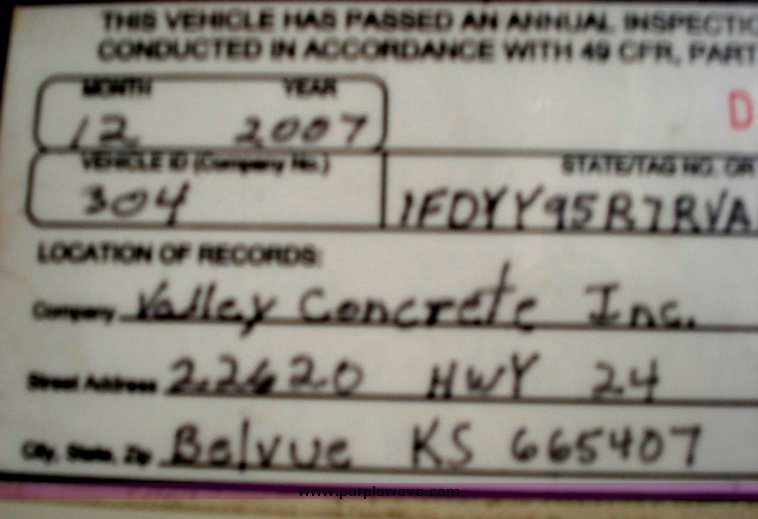 THIS VEHICLE HAS PASSED AN ANNUAL INSPECTIO
CONDUCTED IN ACCORDANCE WITH 49 CFR, PART
MONTH YEAR
12 2007
D
VEHICLE ID (Company No.) STATE/TAG NO. OR
304 1FDYY95R7RVA
LOCATION OF RECORDS:
Company Valley Concrete Inc.
Street Address 22620 HWY 24
City, State, Zip Belvue KS 665407
www.purplewave.com